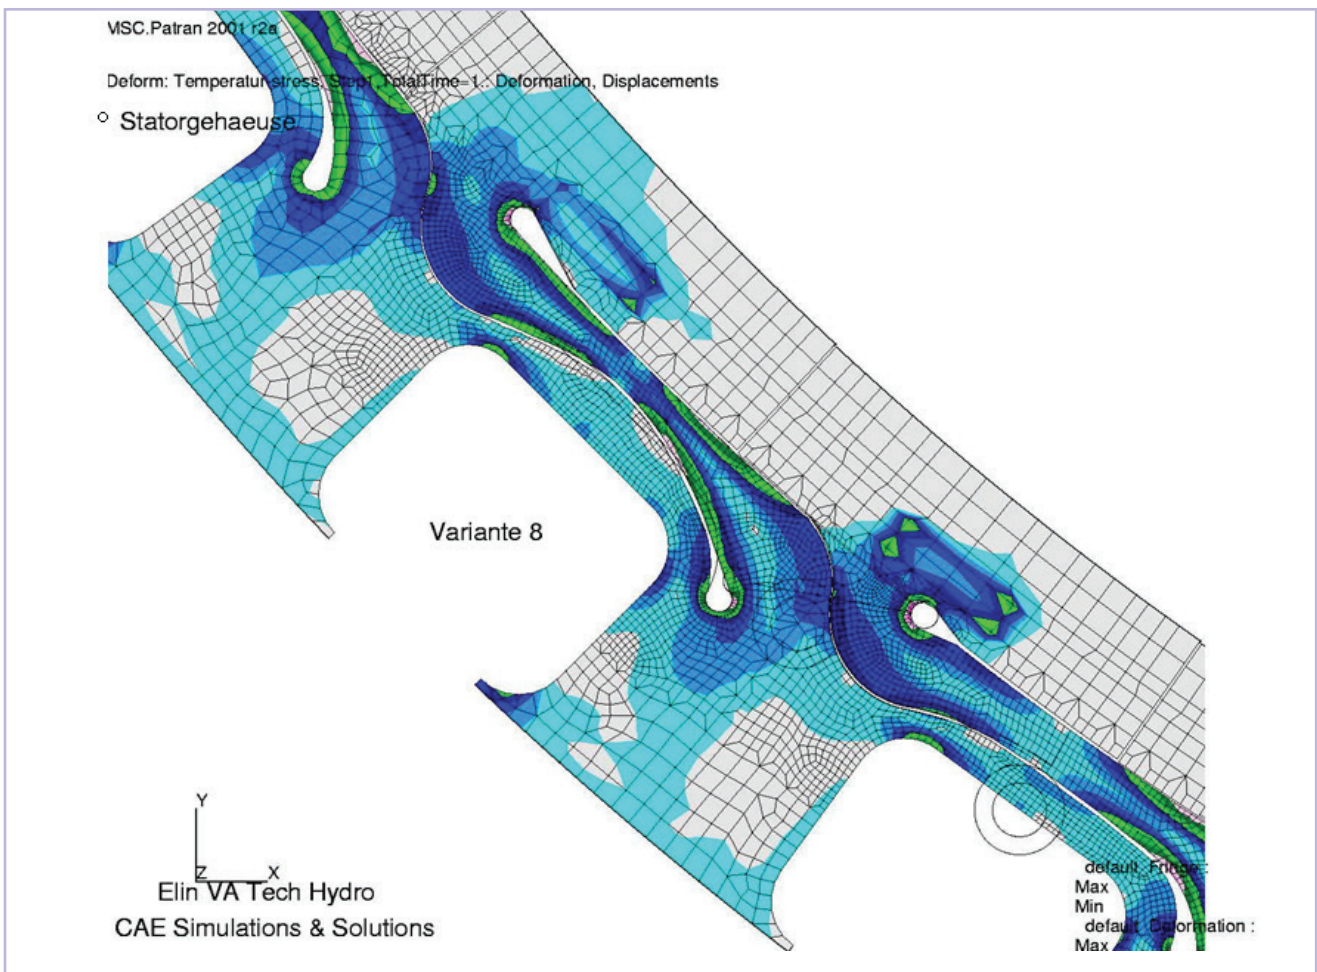 MSC.Patran 2001 r2a
Deform: Temperatur-stress, Step1,TotalTime=1.: Deformation, Displacements
Statorgehaeuse
Variante 8
Y
Z X
Elin VA Tech Hydro
CAE Simulations & Solutions
default_Fringe :
Max
Min
default_Deformation :
Max